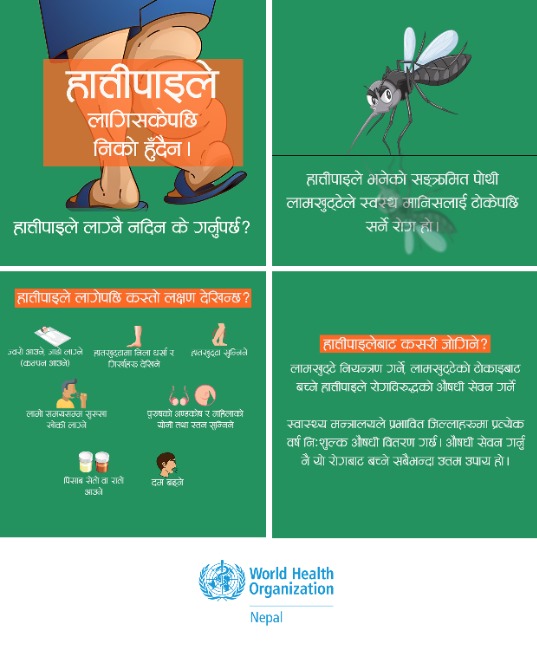 हात्तीपाइले
लागिसकेपछि
निको हुँदैन।
हात्तीपाइले लाग्नै नदिन के गर्नुपर्छ?
हात्तीपाइले भनेको सङ्क्रमित पोथी
लामखुट्टेले स्वस्थ मानिसलाई टोकेपछि
सर्ने रोग हो।
हात्तीपाइले लागेपछि कस्तो लक्षण देखिन्छ?
ज्वरो आउने, जाडो लाग्ने
(कम्पन आउने)
हातखुट्टामा निला धर्सा र
गिर्खाहरु देखिने
हातखुट्टा सुन्निने
लामो समयसम्म सुख्खा
खोकी लाग्ने
पुरुषको अण्डकोष र महिलाको
योनी तथा स्तन सुन्निने
पिसाब सेतो वा रातो
आउने
दम बढ्ने
हात्तीपाइलेबाट कसरी जोगिने?
लामखुट्टे नियन्त्रण गर्ने, लामखुट्टेको टोकाइबाट
बच्ने हात्तीपाइले रोगविरुद्धको औषधी सेवन गर्ने
स्वास्थ्य मन्त्रालयले प्रभावित जिल्लाहरुमा प्रत्येक
वर्ष निःशुल्क औषधी वितरण गर्छ। औषधी सेवन गर्नु
नै यो रोगबाट बच्ने सबैभन्दा उत्तम उपाय हो।
World Health
Organization
Nepal